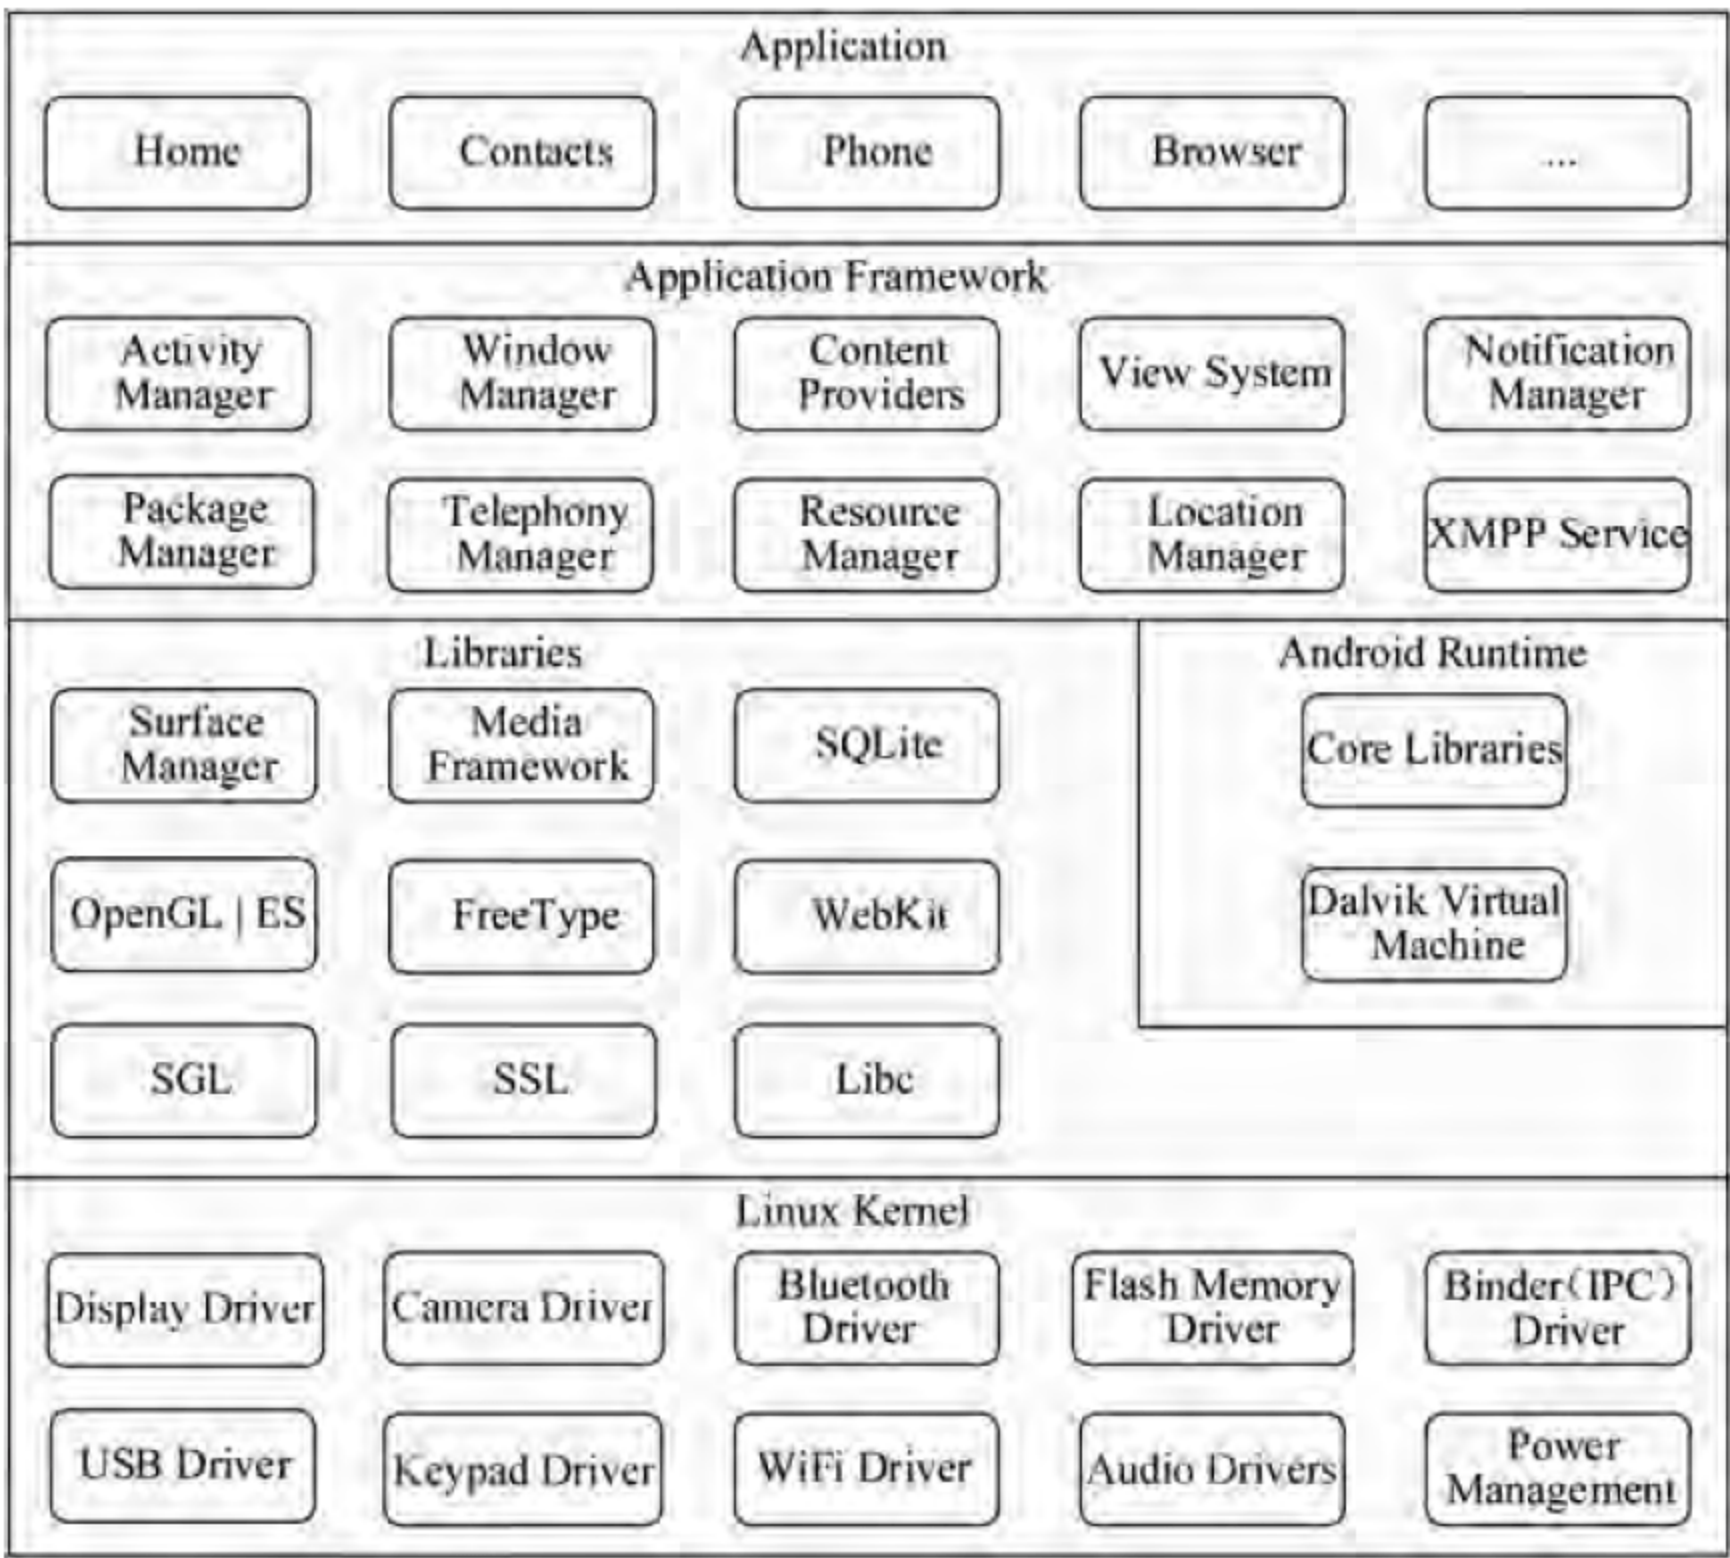 Application
Home
Contacts
Phone
Browser
...
Application Framework
Activity
Manager
Window
Manager
Content
Providers
View System
Notification
Manager
Package
Manager
Telephony
Manager
Resource
Manager
Location
Manager
XMPP Service
Libraries
Surface
Manager
Media
Framework
SQLite
OpenGL | ES
FreeType
WebKit
SGL
SSL
Libc
Android Runtime
Core Libraries
Dalvik Virtual
Machine
Linux Kernel
Display Driver
Camera Driver
Bluetooth
Driver
Flash Memory
Driver
Binder(IPC)
Driver
USB Driver
Keypad Driver
WiFi Driver
Audio Drivers
Power
Management